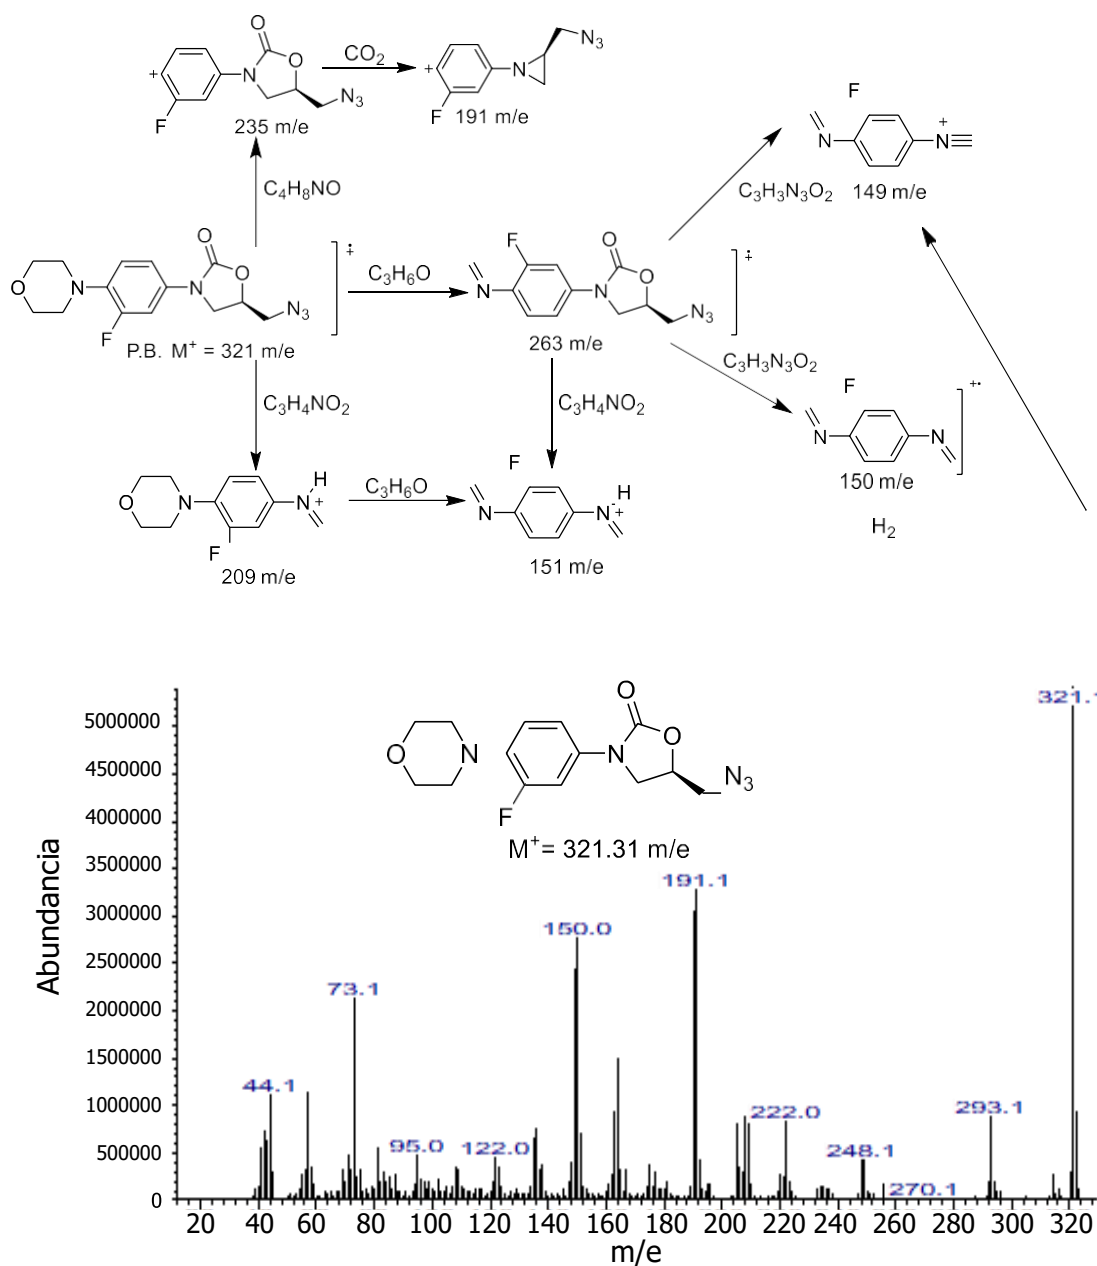 O
N
O
+
F
N₃
235 m/e
CO₂
+
F
N
N₃
191 m/e
C₄H₈NO
O
N
F
O
N
O
N₃
P.B. M⁺ = 321 m/e
C₃H₆O
F
N
O
N
O
N₃
263 m/e
C₃H₃N₃O₂
F
N
+
N
149 m/e
C₃H₃N₃O₂
F
N
N
+•
150 m/e
H₂
C₃H₄NO₂
C₃H₄NO₂
O
N
F
H
N
+
209 m/e
C₃H₆O
F
N
H
N
+
151 m/e
O
N
F
O
N
O
N₃
M⁺= 321.31 m/e
Abundancia
5000000
4500000
4000000
3500000
3000000
2500000
2000000
1500000
1000000
500000
0
44.1
73.1
95.0
122.0
150.0
191.1
222.0
248.1
270.1
293.1
321.1
20 40 60 80 100 120 140 160 180 200 220 240 260 280 300 320
m/e